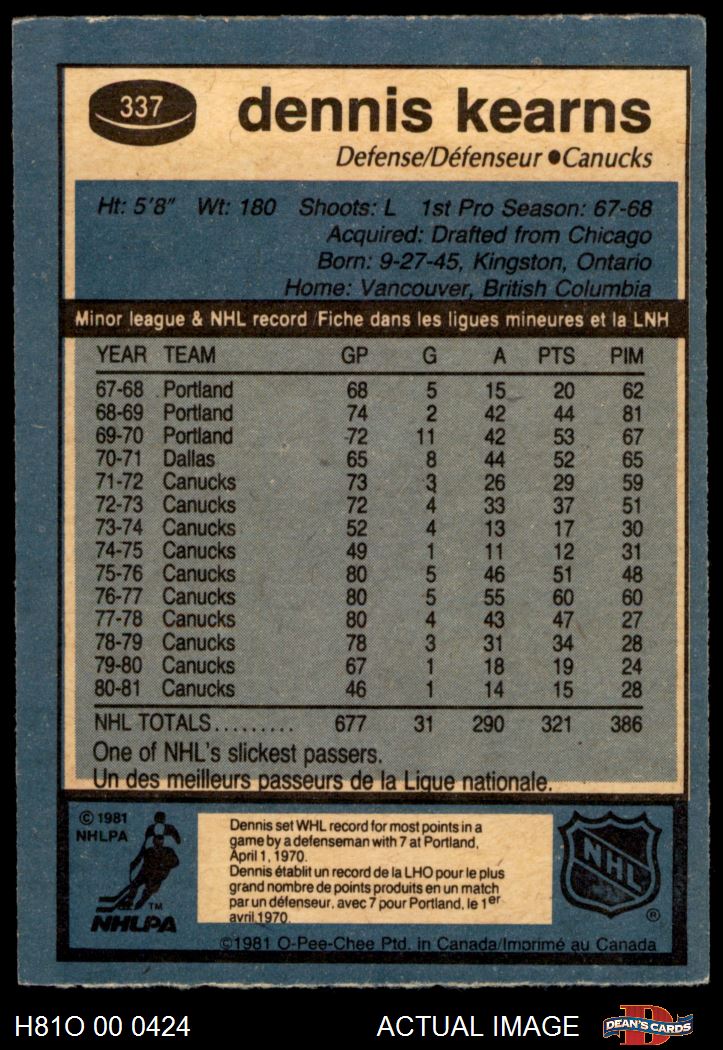 337
dennis kearns
Defense/Défenseur ● Canucks
Ht: 5'8" Wt: 180 Shoots: L 1st Pro Season: 67-68
Acquired: Drafted from Chicago
Born: 9-27-45, Kingston, Ontario
Home: Vancouver, British Columbia
Minor league & NHL record/Fiche dans les ligues mineures et la LNH
YEAR TEAM GP G A PTS PIM
67-68 Portland 68 5 15 20 62
68-69 Portland 74 2 42 44 81
69-70 Portland 72 11 42 53 67
70-71 Dallas 65 8 44 52 65
71-72 Canucks 73 3 26 29 59
72-73 Canucks 72 4 33 37 51
73-74 Canucks 52 4 13 17 30
74-75 Canucks 49 1 11 12 31
75-76 Canucks 80 5 46 51 48
76-77 Canucks 80 5 55 60 60
77-78 Canucks 80 4 43 47 27
78-79 Canucks 78 3 31 34 28
79-80 Canucks 67 1 18 19 24
80-81 Canucks 46 1 14 15 28
NHL TOTALS......... 677 31 290 321 386
One of NHL's slickest passers.
Un des meilleurs passeurs de la Ligue nationale.
© 1981
NHLPA
TM
NHLPA
Dennis set WHL record for most points in a
game by a defenseman with 7 at Portland,
April 1, 1970.
Dennis établit un record de la LHO pour le plus
grand nombre de points produits en un match
par un défenseur, avec 7 pour Portland, le 1er
avril 1970.
NHL
®
©1981 O-Pee-Chee Ptd. in Canada/Imprimé au Canada
H81O 00 0424
ACTUAL IMAGE
D
DEAN'S CARDS